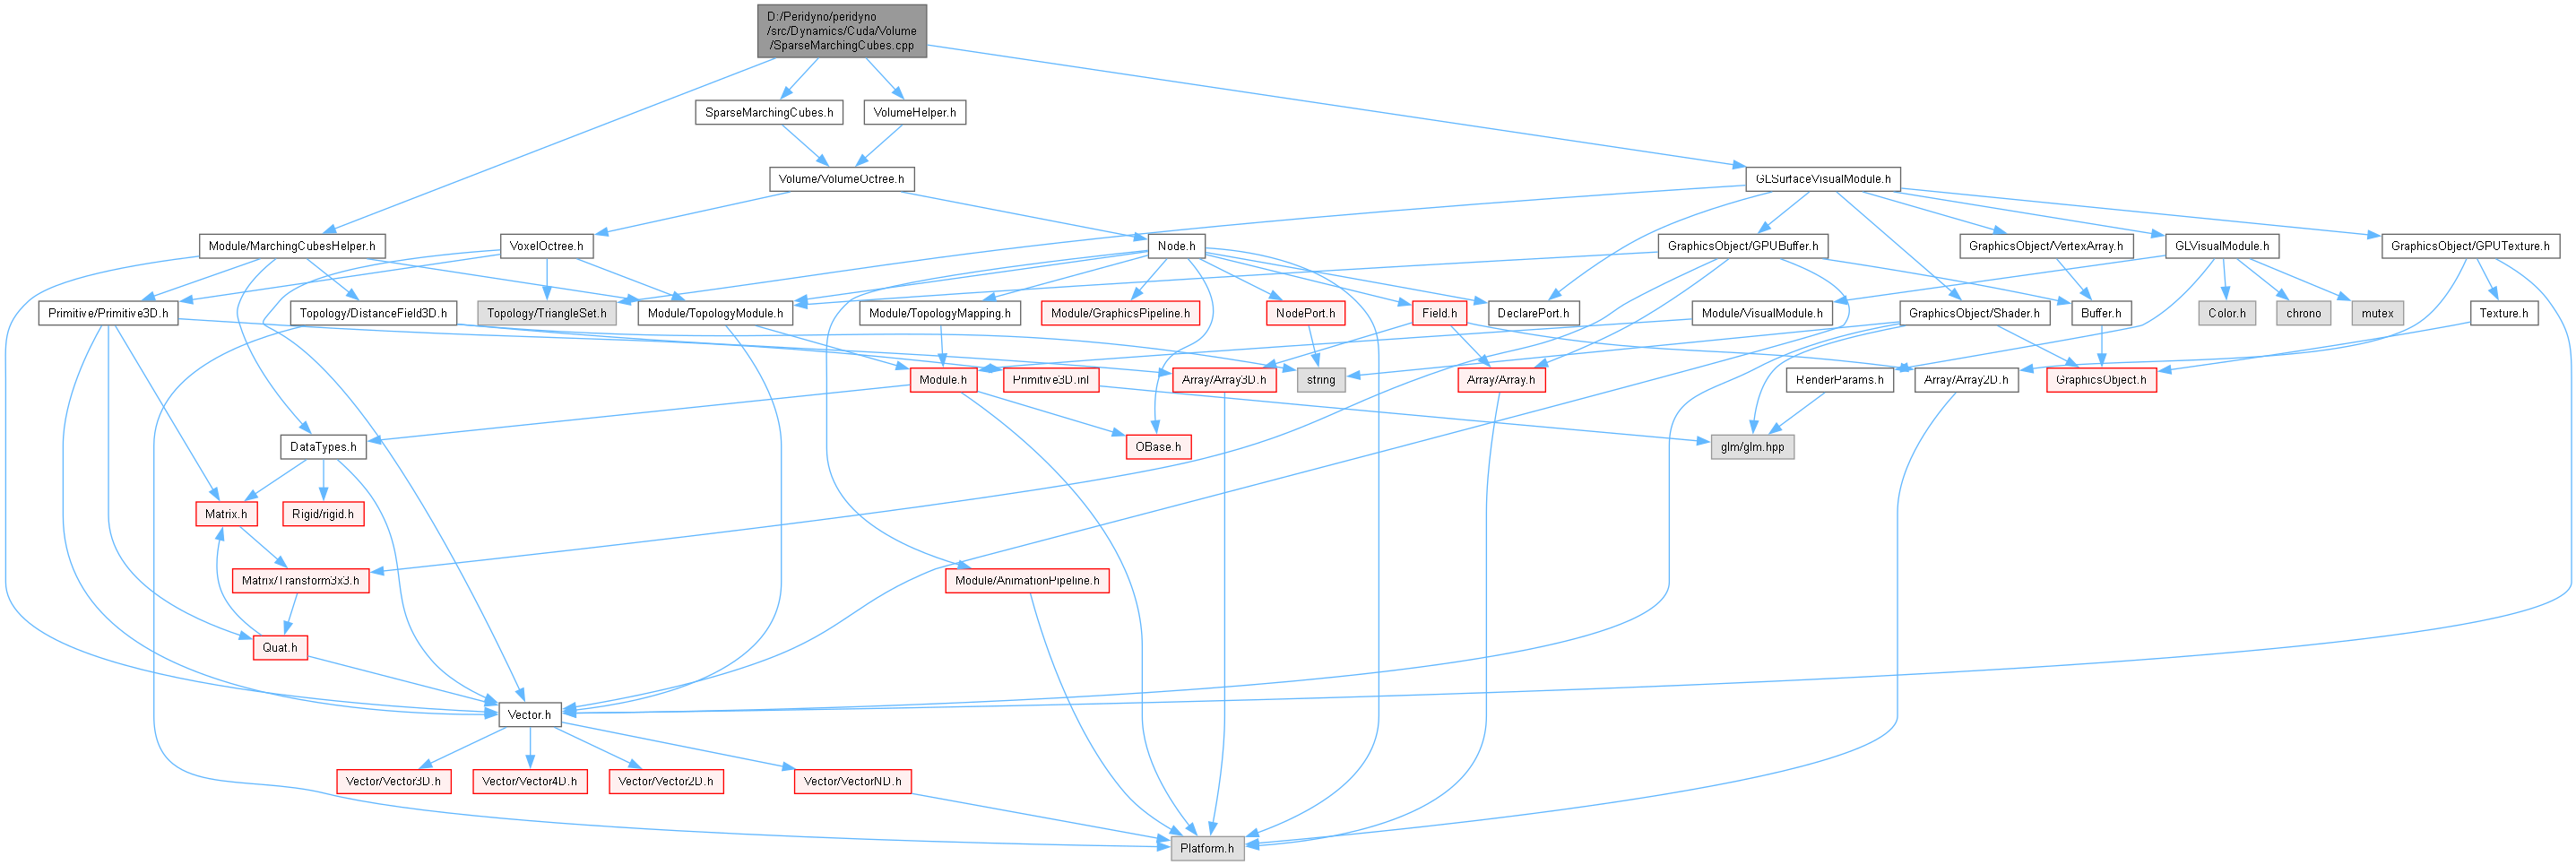 D:/Peridyno/peridyno
/src/Dynamics/Cuda/Volume
/SparseMarchingCubes.cpp
SparseMarchingCubes.h
VolumeHelper.h
Volume/VolumeOctree.h
GLSurfaceVisualModule.h
Module/MarchingCubesHelper.h
VoxelOctree.h
Node.h
GraphicsObject/GPUBuffer.h
GraphicsObject/VertexArray.h
GLVisualModule.h
GraphicsObject/GPUTexture.h
Primitive/Primitive3D.h
Topology/DistanceField3D.h
Topology/TriangleSet.h
Module/TopologyModule.h
Module/TopologyMapping.h
Module/GraphicsPipeline.h
NodePort.h
Field.h
DeclarePort.h
Module/VisualModule.h
GraphicsObject/Shader.h
Buffer.h
Color.h
chrono
mutex
Texture.h
Module.h
Primitive3D.inl
Array/Array3D.h
string
Array/Array.h
RenderParams.h
Array/Array2D.h
GraphicsObject.h
DataTypes.h
OBase.h
glm/glm.hpp
Matrix.h
Rigid/rigid.h
Matrix/Transform3x3.h
Module/AnimationPipeline.h
Quat.h
Vector.h
Vector/Vector3D.h
Vector/Vector4D.h
Vector/Vector2D.h
Vector/VectorND.h
Platform.h